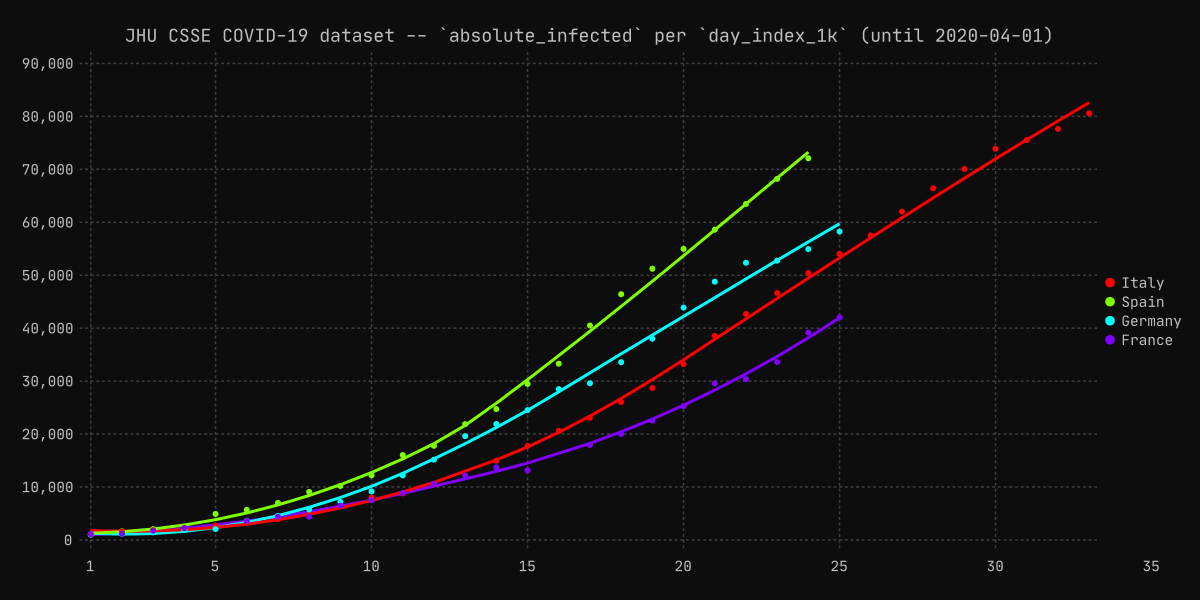 JHU CSSE COVID-19 dataset -- `absolute_infected` per `day_index_1k` (until 2020-04-01)
90,000
80,000
70,000
60,000
50,000
40,000
30,000
20,000
10,000
0
1 5 10 15 20 25 30 35
Italy
Spain
Germany
France